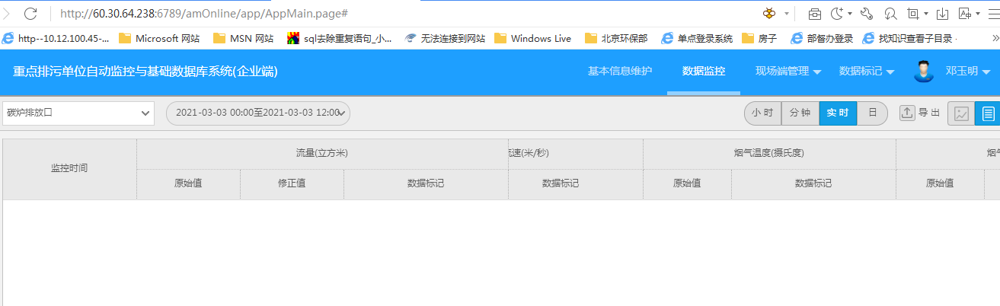 http://60.30.64.238:6789/amOnline/app/AppMain.page#
http--10.12.100.45-... Microsoft 网站 MSN 网站 sql去除重复语句_小... 无法连接到网站 Windows Live 北京环保部 单点登录系统 房子 部督办登录 找知识查看子目录 ·
重点排污单位自动监控与基础数据库系统(企业端) 基本信息维护 数据监控 现场端管理 数据标记 邓玉明
碳炉排放口 2021-03-03 00:00至2021-03-03 12:00 小时 分钟 实时 日 导出
监控时间 流量(立方米) 流速(米/秒) 烟气温度(摄氏度) 烟
原始值 修正值 数据标记 数据标记 原始值 数据标记 原始值